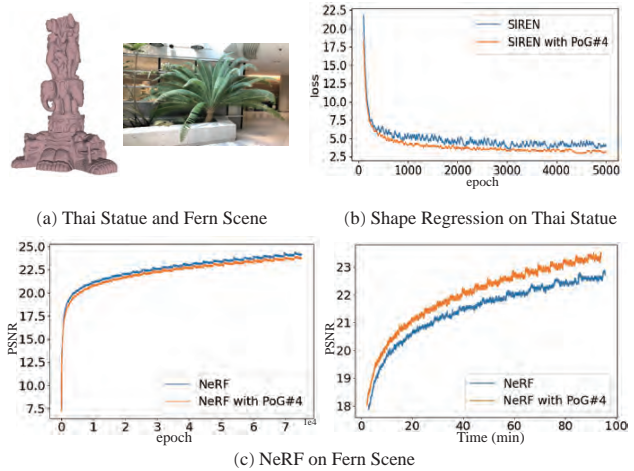 22.5
20.0
17.5
15.0
12.5
10.0
7.5
5.0
2.5
loss
SIREN
SIREN with PoG#4
0 1000 2000 3000 4000 5000
epoch
(a) Thai Statue and Fern Scene
(b) Shape Regression on Thai Statue
25.0
22.5
20.0
17.5
15.0
12.5
10.0
7.5
PSNR
NeRF
NeRF with PoG#4
0 1 2 3 4 5 6 7
1e4
epoch
23
22
21
20
19
18
PSNR
NeRF
NeRF with PoG#4
0 20 40 60 80 100
Time (min)
(c) NeRF on Fern Scene